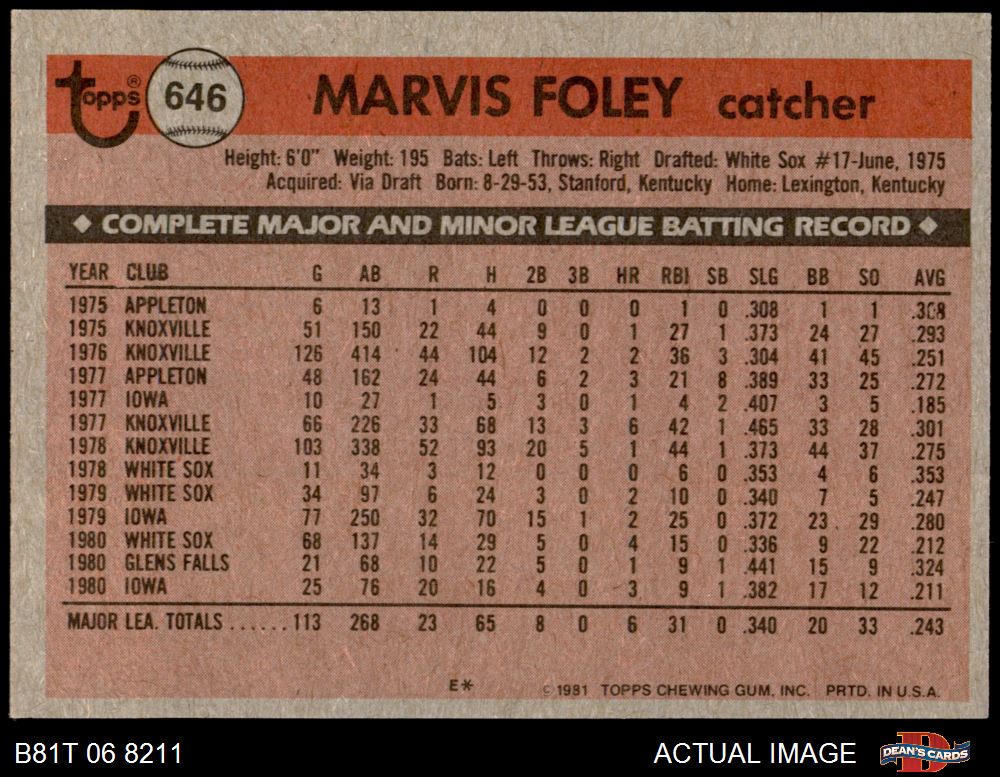 Topps® 646 MARVIS FOLEY catcher
Height: 6'0" Weight: 195 Bats: Left Throws: Right Drafted: White Sox #17-June, 1975
Acquired: Via Draft Born: 8-29-53, Stanford, Kentucky Home: Lexington, Kentucky
◆ COMPLETE MAJOR AND MINOR LEAGUE BATTING RECORD ◆
YEAR CLUB G AB R H 2B 3B HR RBI SB SLG BB SO AVG
1975 APPLETON 6 13 1 4 0 0 0 1 0 .308 1 1 .308
1975 KNOXVILLE 51 150 22 44 9 0 1 27 1 .373 24 27 .293
1976 KNOXVILLE 126 414 44 104 12 2 2 36 3 .304 41 45 .251
1977 APPLETON 48 162 24 44 6 2 3 21 8 .389 33 25 .272
1977 IOWA 10 27 1 5 3 0 1 4 2 .407 3 5 .185
1977 KNOXVILLE 66 226 33 68 13 3 6 42 1 .465 33 28 .301
1978 KNOXVILLE 103 338 52 93 20 5 1 44 1 .373 44 37 .275
1978 WHITE SOX 11 34 3 12 0 0 0 6 0 .353 4 6 .353
1979 WHITE SOX 34 97 6 24 3 0 2 10 0 .340 7 5 .247
1979 IOWA 77 250 32 70 15 1 2 25 0 .372 23 29 .280
1980 WHITE SOX 68 137 14 29 5 0 4 15 0 .336 9 22 .212
1980 GLENS FALLS 21 68 10 22 5 0 1 9 1 .441 15 9 .324
1980 IOWA 25 76 20 16 4 0 3 9 1 .382 17 12 .211
MAJOR LEA. TOTALS ......113 268 23 65 8 0 6 31 0 .340 20 33 .243
E* © 1981 TOPPS CHEWING GUM, INC. PRTD. IN U.S.A.
B81T 06 8211 ACTUAL IMAGE DEAN'S CARDS